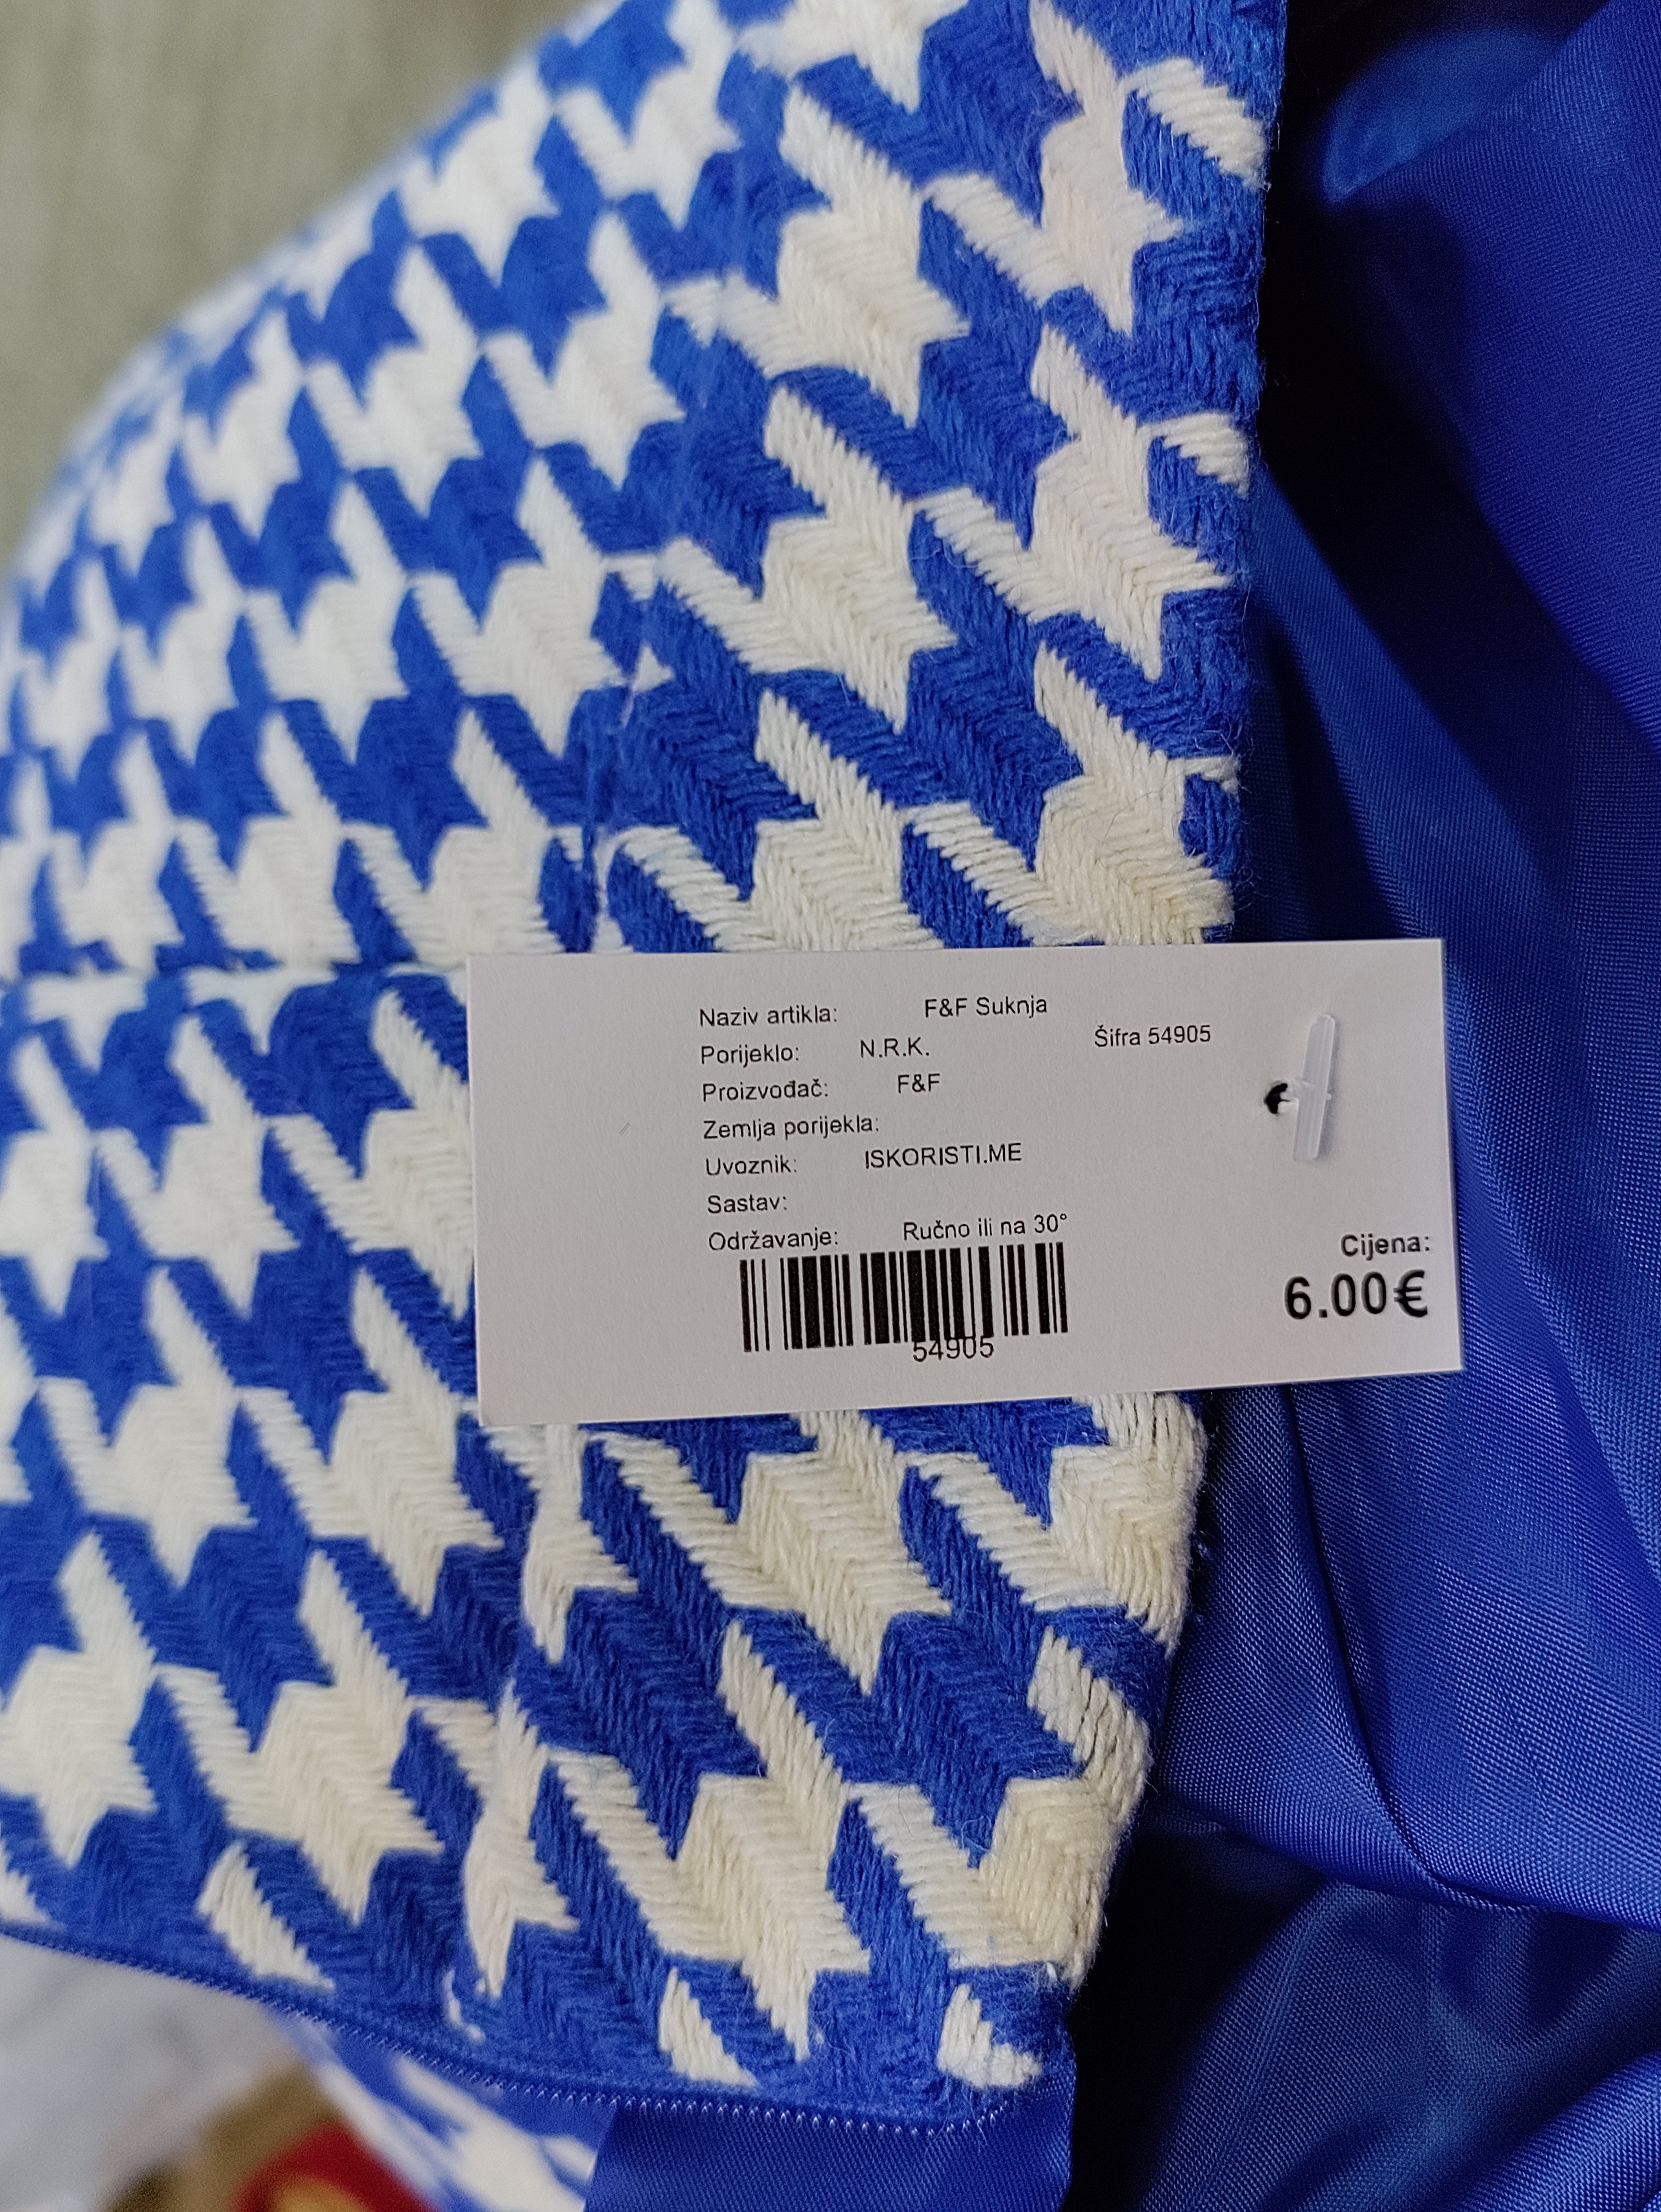 Naziv artikla: F&F Suknja
Porijeklo: N.R.K. Šifra 54905
Proizvođač: F&F
Zemlja porijekla:
Uvoznik: ISKORISTI.ME
Sastav:
Održavanje: Ručno ili na 30°
54905
Cijena:
6.00€